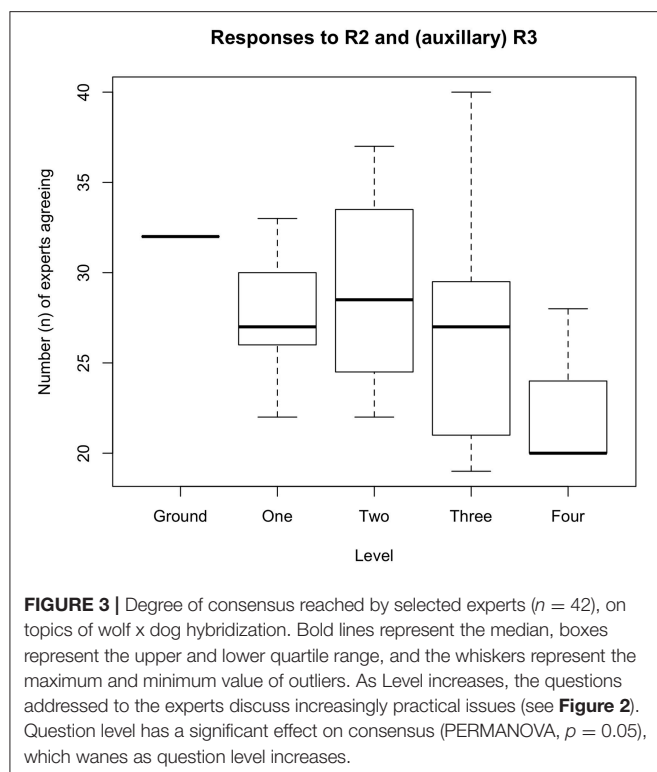 Responses to R2 and (auxillary) R3
Number (n) of experts agreeing
40
35
30
25
20
Ground One Two Three Four
Level
FIGURE 3 | Degree of consensus reached by selected experts (n = 42), on
topics of wolf x dog hybridization. Bold lines represent the median, boxes
represent the upper and lower quartile range, and the whiskers represent the
maximum and minimum value of outliers. As Level increases, the questions
addressed to the experts discuss increasingly practical issues (see Figure 2).
Question level has a significant effect on consensus (PERMANOVA, p = 0.05),
which wanes as question level increases.